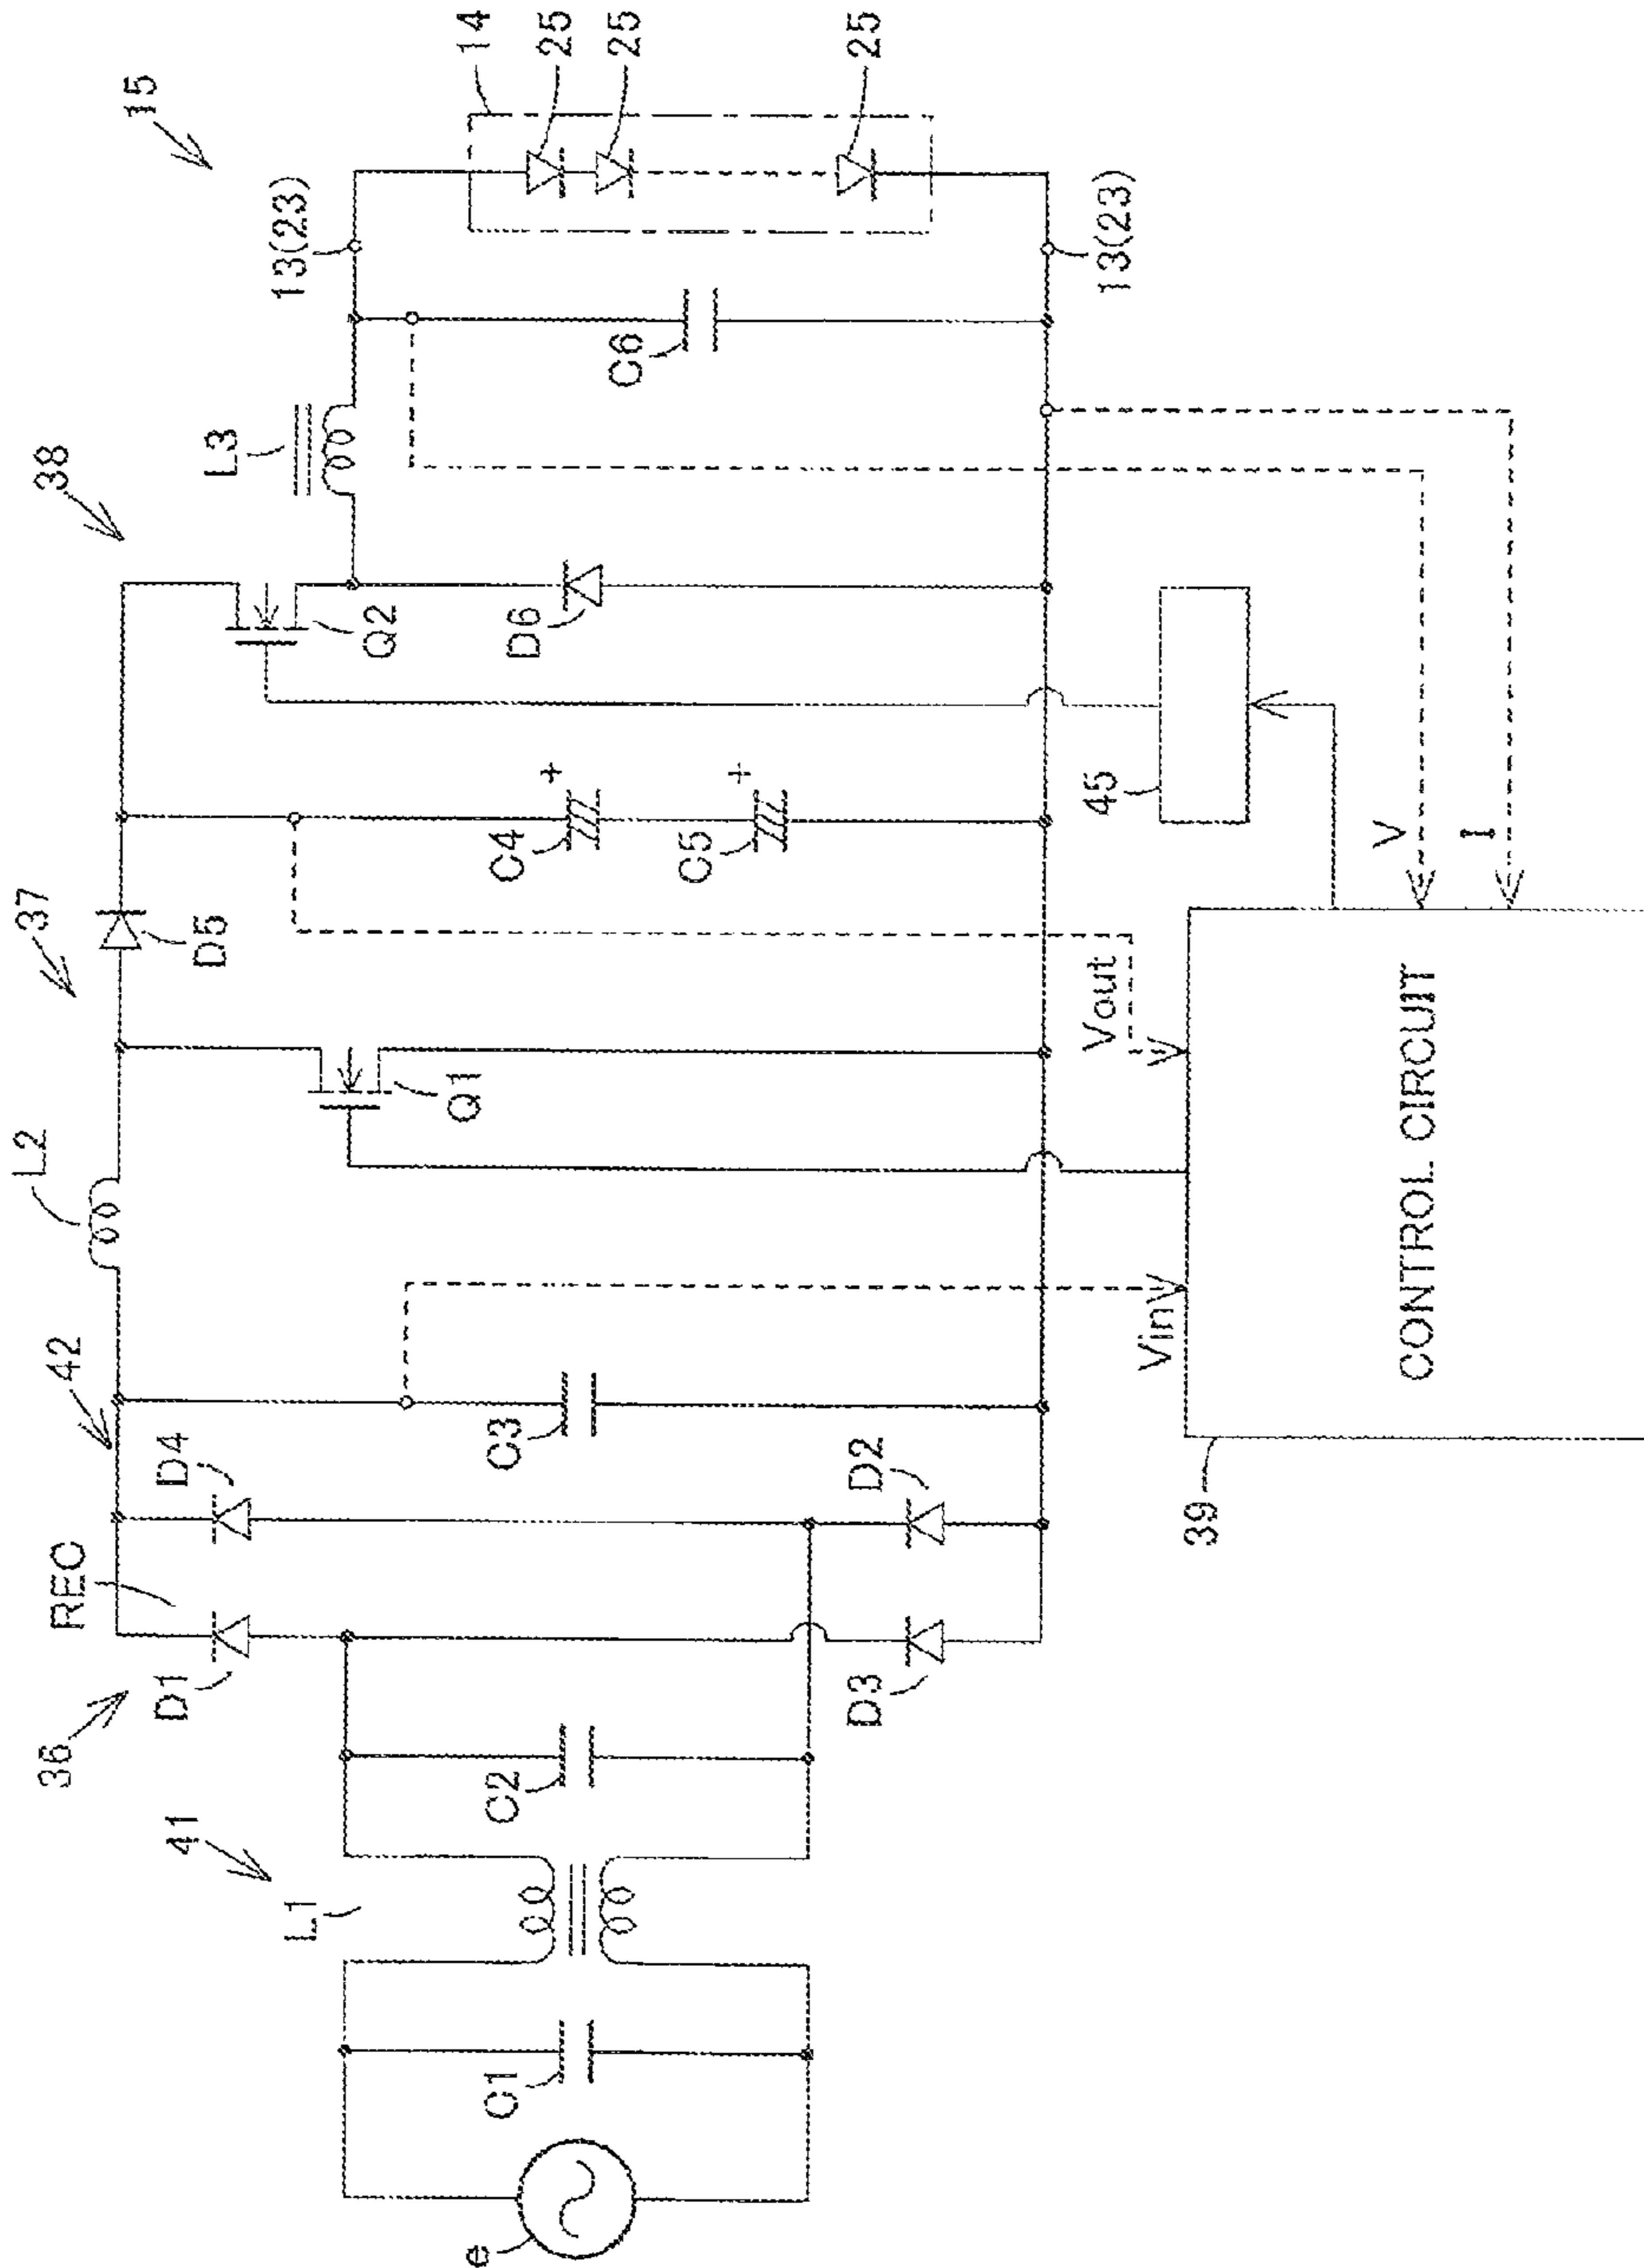 15
38
37
42
36
41
L2
D5
14
25
25
25
13(23)
L3
Q2
Q1
D4
REC
D1
L1
e
C1
C2
C3
+
C4
+
C5
D6
C6
D3
D2
13(23)
Vin
Vout
45
V
I
39
CONTROL CIRCUIT